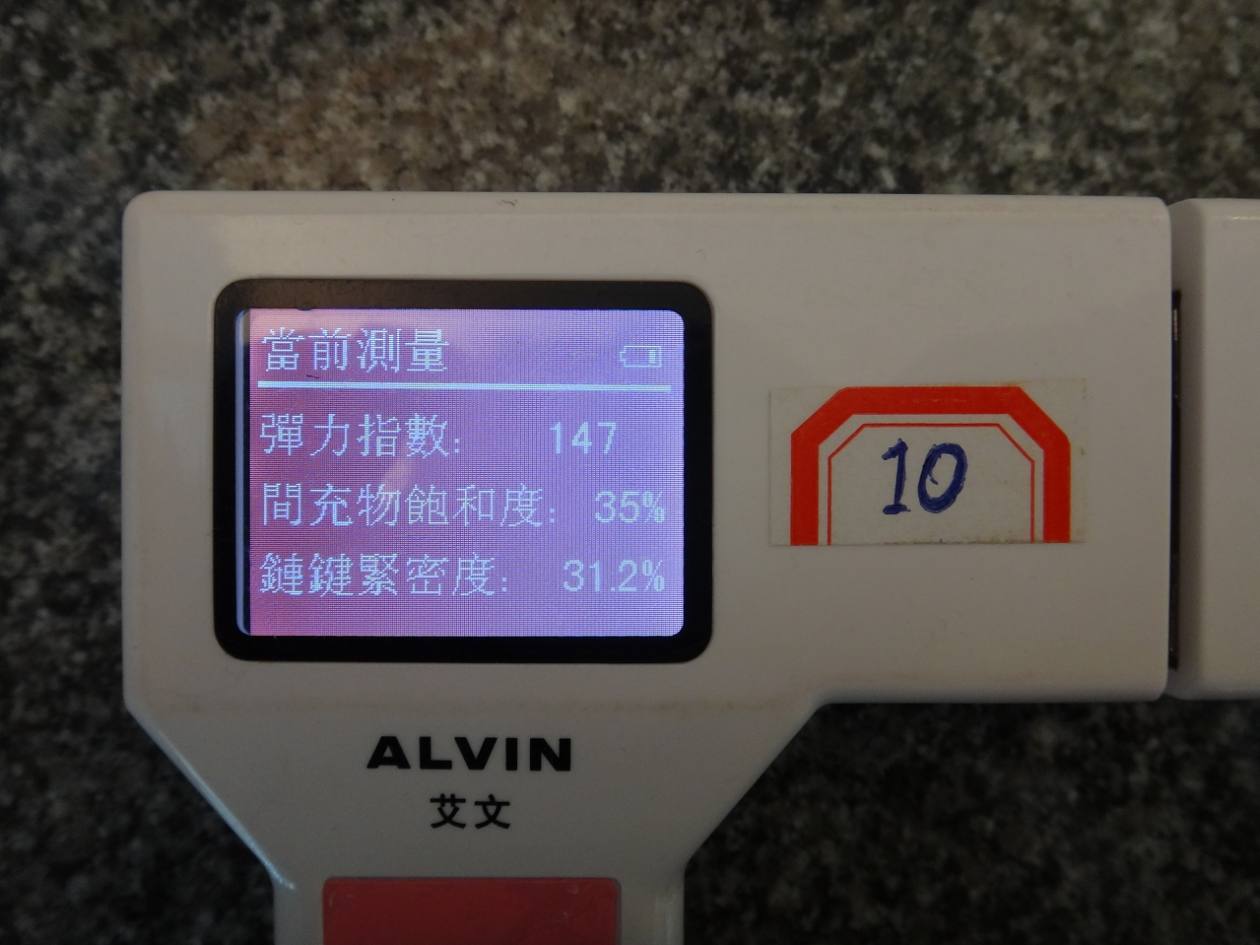 當前測量
彈力指數: 147
間充物飽和度: 35%
鏈鍵緊密度: 31.2%
10
ALVIN
艾文